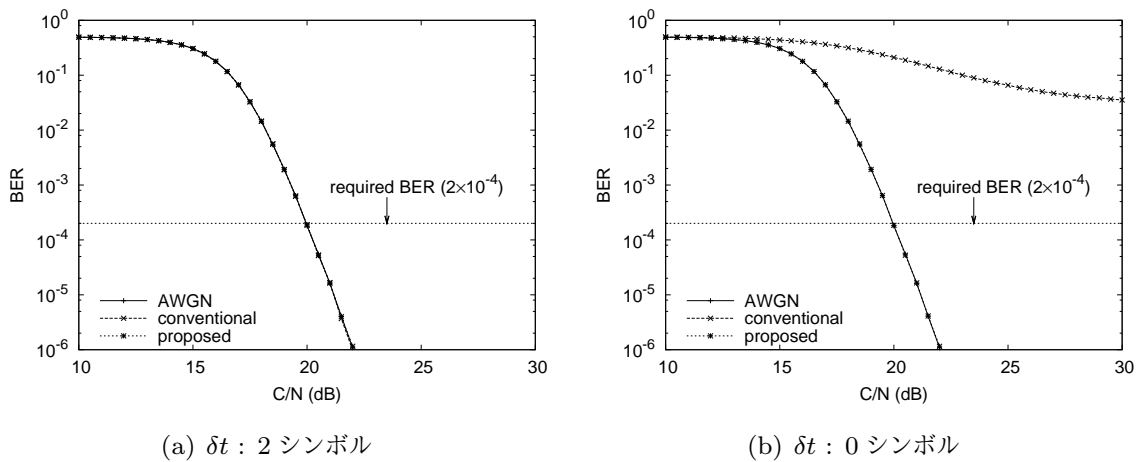 10^0
10^-1
10^-2
10^-3
10^-4
10^-5
10^-6
BER
required BER (2×10^-4)
AWGN
conventional
proposed
10 15 20 25 30
C/N (dB)
(a) δt : 2 シンボル
10^0
10^-1
10^-2
10^-3
10^-4
10^-5
10^-6
BER
required BER (2×10^-4)
AWGN
conventional
proposed
10 15 20 25 30
C/N (dB)
(b) δt : 0 シンボル